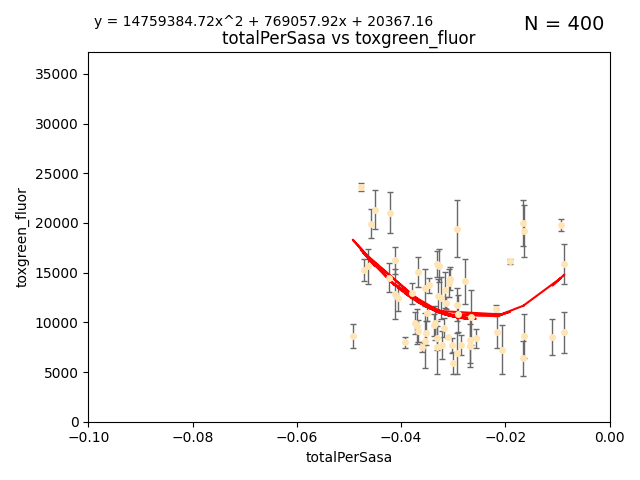 y = 14759384.72x^2 + 769057.92x + 20367.16
N = 400
totalPerSasa vs toxgreen_fluor
35000
30000
25000
20000
15000
10000
5000
0
toxgreen_fluor
−0.10
−0.08
−0.06
−0.04
−0.02
0.00
totalPerSasa